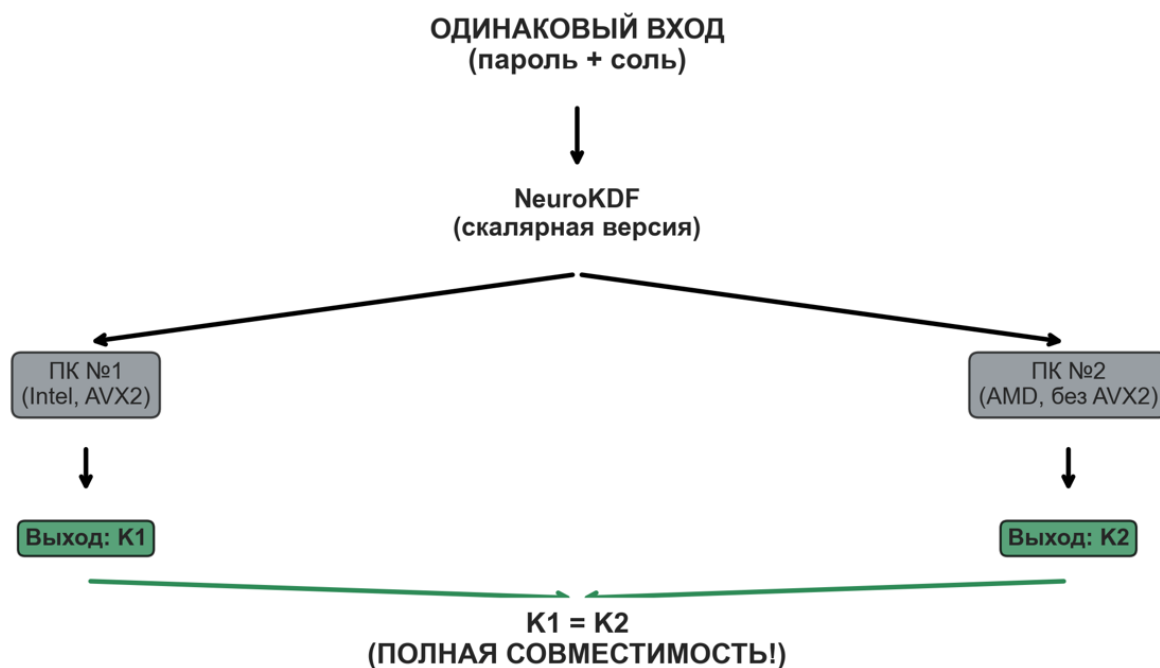 ОДИНАКОВЫЙ ВХОД
(пароль + соль)
NeuroKDF
(скалярная версия)
ПК №1
(Intel, AVX2)
ПК №2
(AMD, без AVX2)
Выход: K1
Выход: K2
K1 = K2
(ПОЛНАЯ СОВМЕСТИМОСТЬ!)